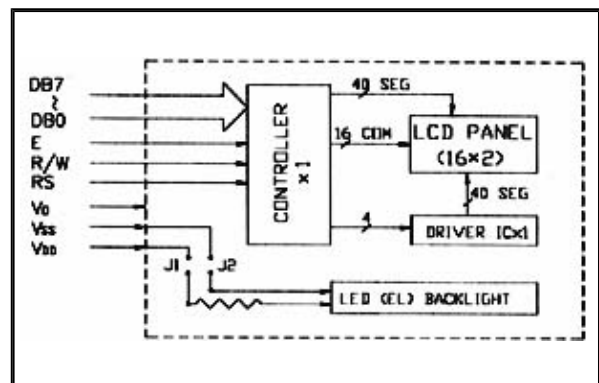 DB7
~
DB0
E
R/W
RS
Vo
Vss
VDD
J1
J2
CONTROLLER
x1
40 SEG
16 COM
LCD PANEL
(16×2)
40 SEG
4
DRIVER ICx1
LED (EL) BACKLIGHT